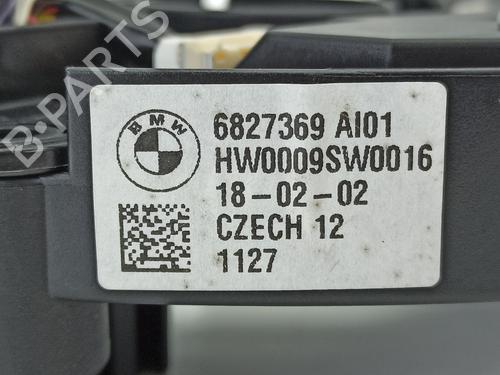 B-PARTS
BMW
6827369 AI01
HW0009SW0016
18-02-02
CZECH 12
1127